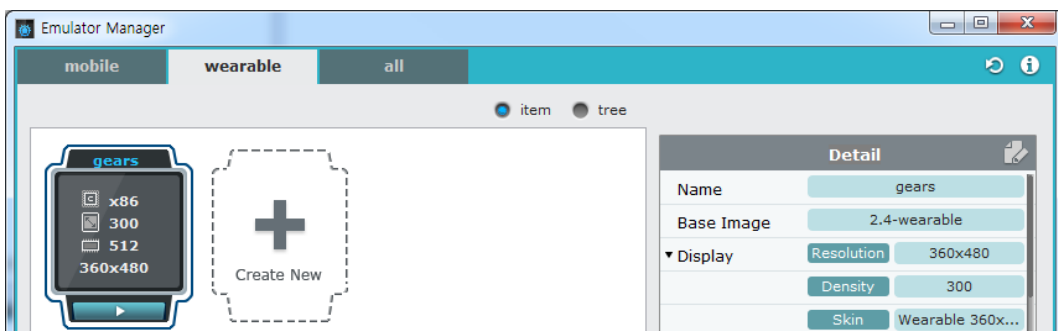 Emulator Manager
mobile wearable all
item tree
gears
x86
300
512
360x480
Create New
Detail
Name gears
Base Image 2.4-wearable
Display Resolution 360x480
Density 300
Skin Wearable 360x...